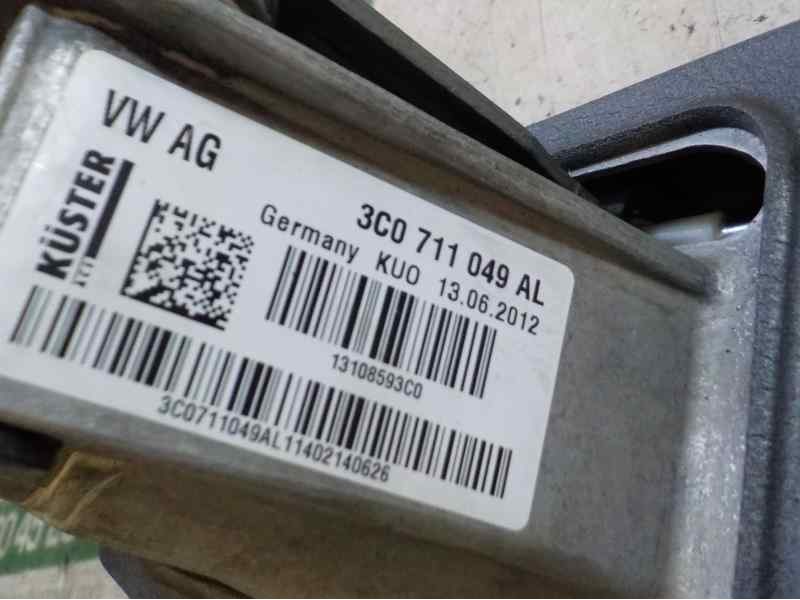 VW AG
KÜSTER
3C0 711 049 AL
Germany KUO 13.06.2012
13108593C0
3C0711049AL11402140626